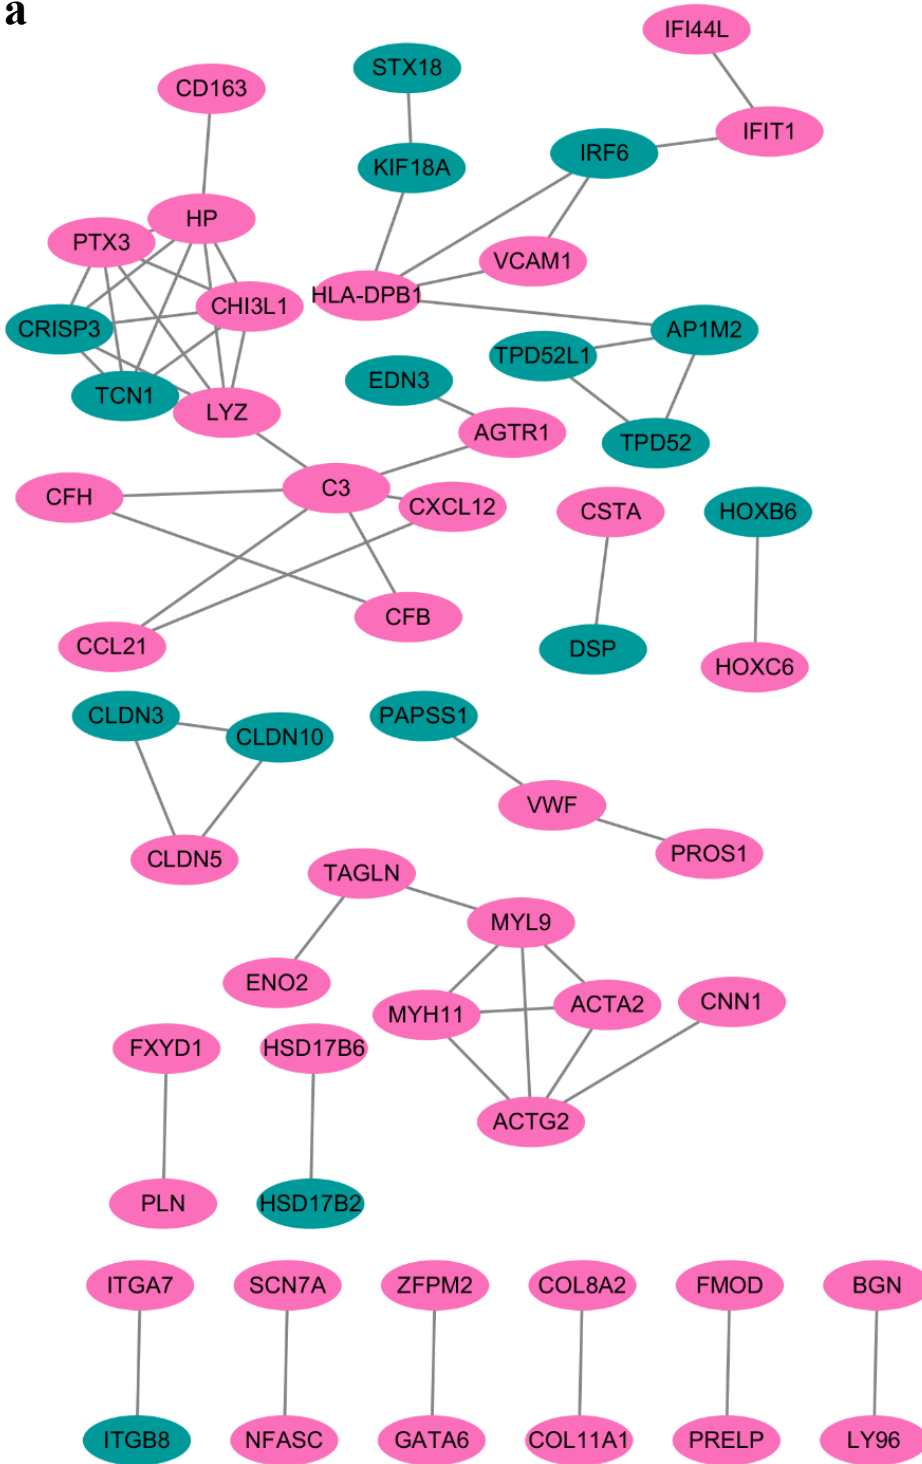 a
IFI44L
STX18
CD163
IFIT1
IRF6
KIF18A
HP
PTX3
VCAM1
HLA-DPB1
CHI3L1
CRISP3
AP1M2
TPD52L1
EDN3
TCN1
LYZ
AGTR1
TPD52
C3
CFH
CXCL12
CSTA
HOXB6
CFB
CCL21
DSP
HOXC6
CLDN3
PAPSS1
CLDN10
VWF
CLDN5
PROS1
TAGLN
MYL9
ENO2
MYH11
ACTA2
CNN1
FXYD1
HSD17B6
ACTG2
PLN
HSD17B2
ITGA7
SCN7A
ZFPM2
COL8A2
FMOD
BGN
ITGB8
NFASC
GATA6
COL11A1
PRELP
LY96